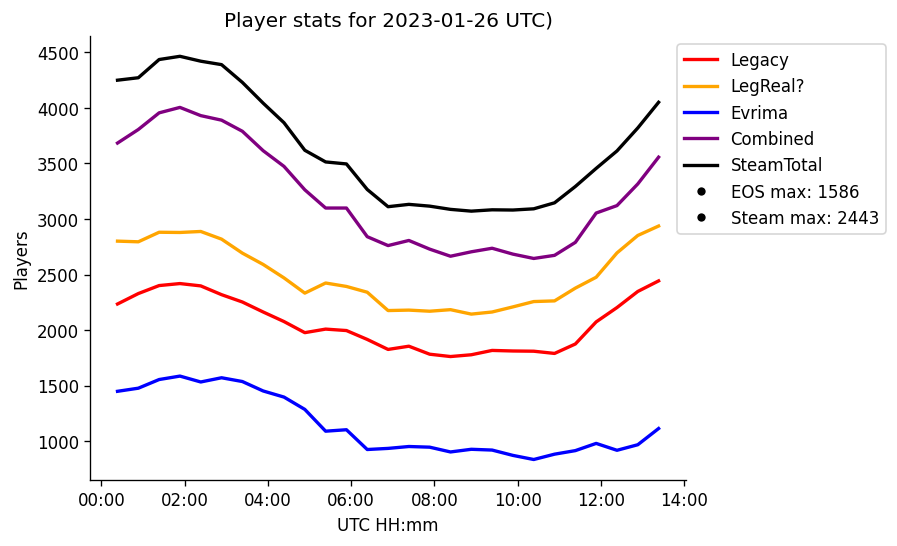 Player stats for 2023-01-26 UTC)
4500
4000
3500
3000
2500
2000
1500
1000
Players
00:00 02:00 04:00 06:00 08:00 10:00 12:00 14:00
UTC HH:mm
Legacy
LegReal?
Evrima
Combined
SteamTotal
EOS max: 1586
Steam max: 2443